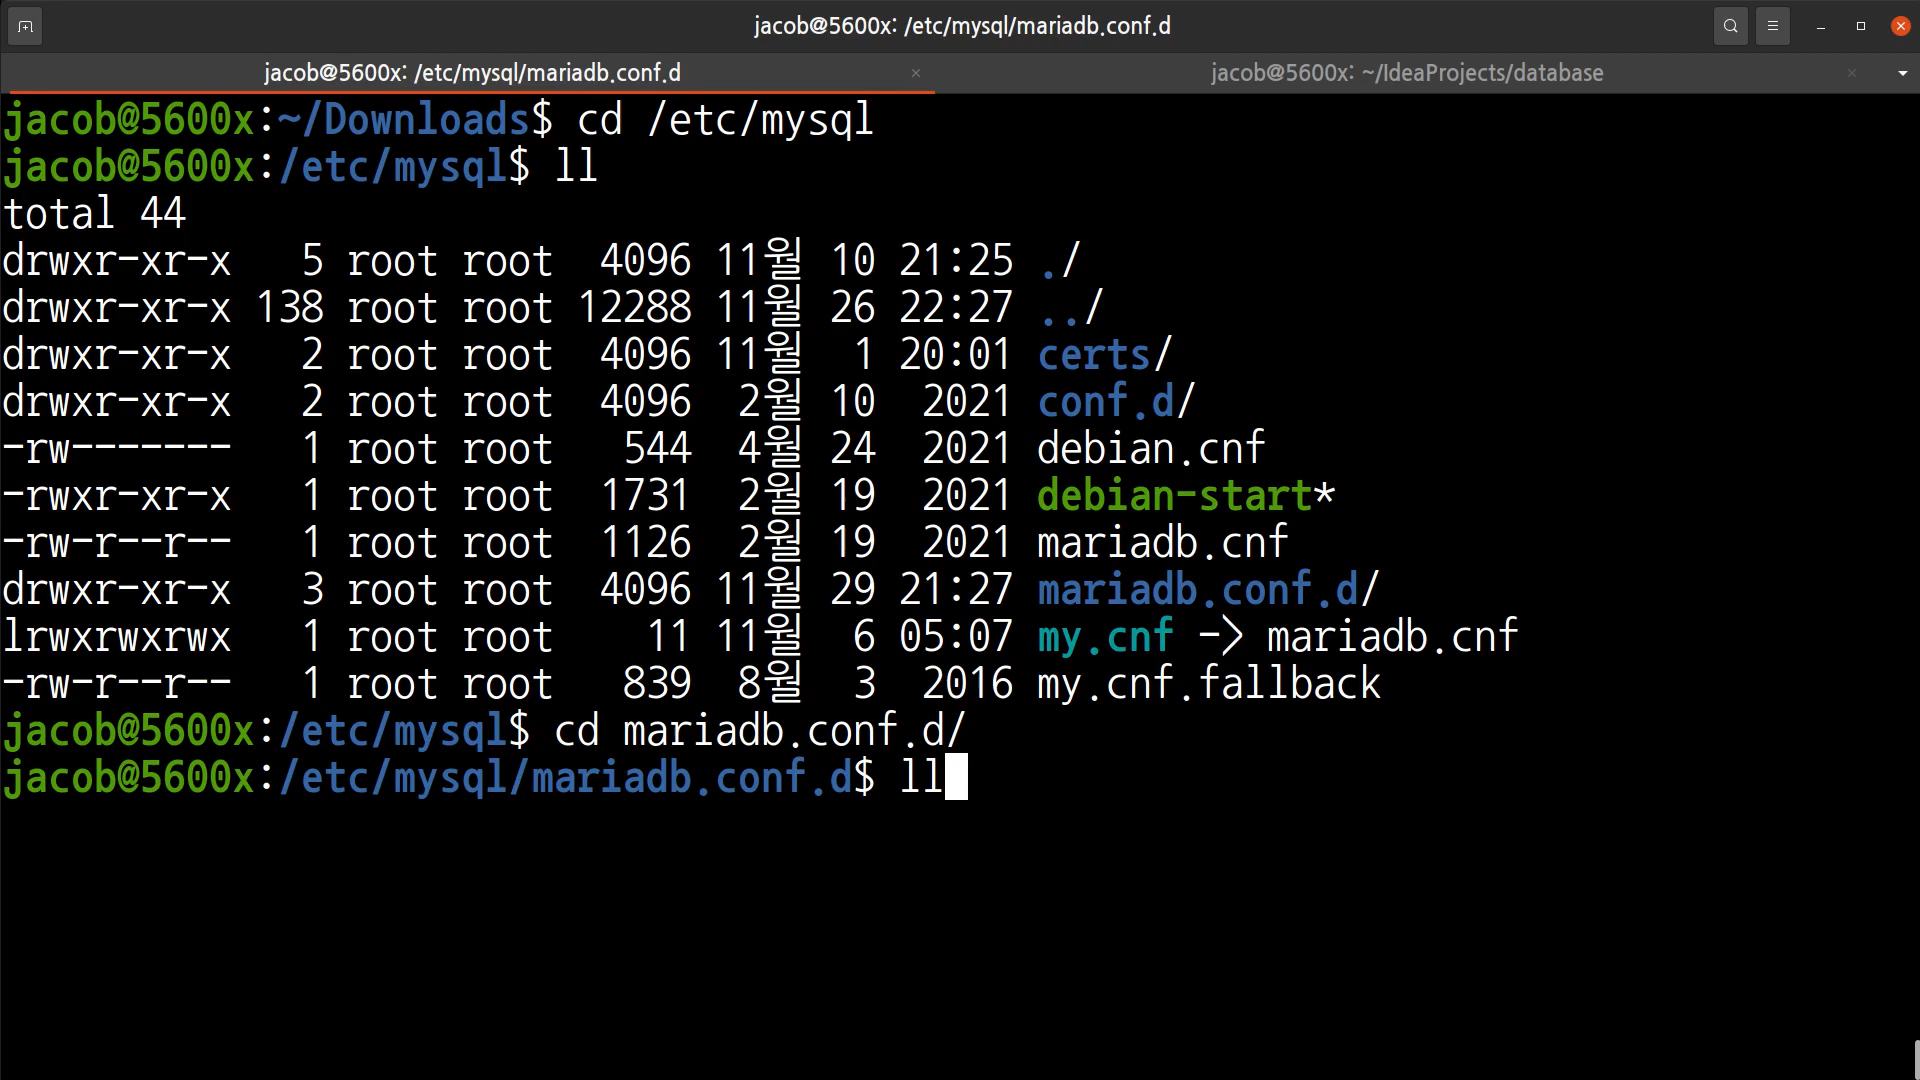 jacob@5600x: /etc/mysql/mariadb.conf.d
jacob@5600x: /etc/mysql/mariadb.conf.d
jacob@5600x: ~/IdeaProjects/database
jacob@5600x:~/Downloads$ cd /etc/mysql
jacob@5600x:/etc/mysql$ ll
total 44
drwxr-xr-x   5 root root  4096 11월 10 21:25 ./
drwxr-xr-x 138 root root 12288 11월 26 22:27 ../
drwxr-xr-x   2 root root  4096 11월  1 20:01 certs/
drwxr-xr-x   2 root root  4096  2월 10  2021 conf.d/
-rw-------   1 root root   544  4월 24  2021 debian.cnf
-rwxr-xr-x   1 root root  1731  2월 19  2021 debian-start*
-rw-r--r--   1 root root  1126  2월 19  2021 mariadb.cnf
drwxr-xr-x   3 root root  4096 11월 29 21:27 mariadb.conf.d/
lrwxrwxrwx   1 root root    11 11월  6 05:07 my.cnf -> mariadb.cnf
-rw-r--r--   1 root root   839  8월  3  2016 my.cnf.fallback
jacob@5600x:/etc/mysql$ cd mariadb.conf.d/
jacob@5600x:/etc/mysql/mariadb.conf.d$ ll